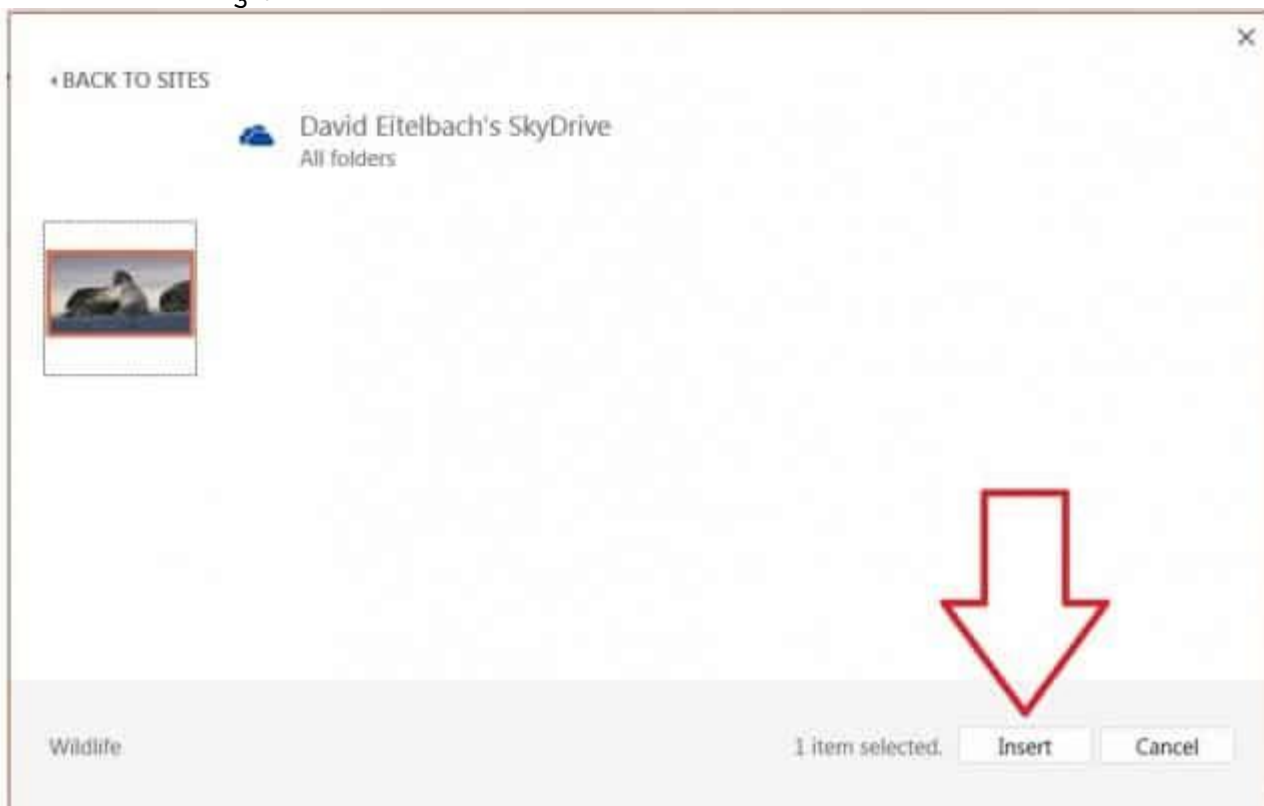 BACK TO SITES
David Eitelbach's SkyDrive
All folders
Wildlife
1 item selected. Insert Cancel